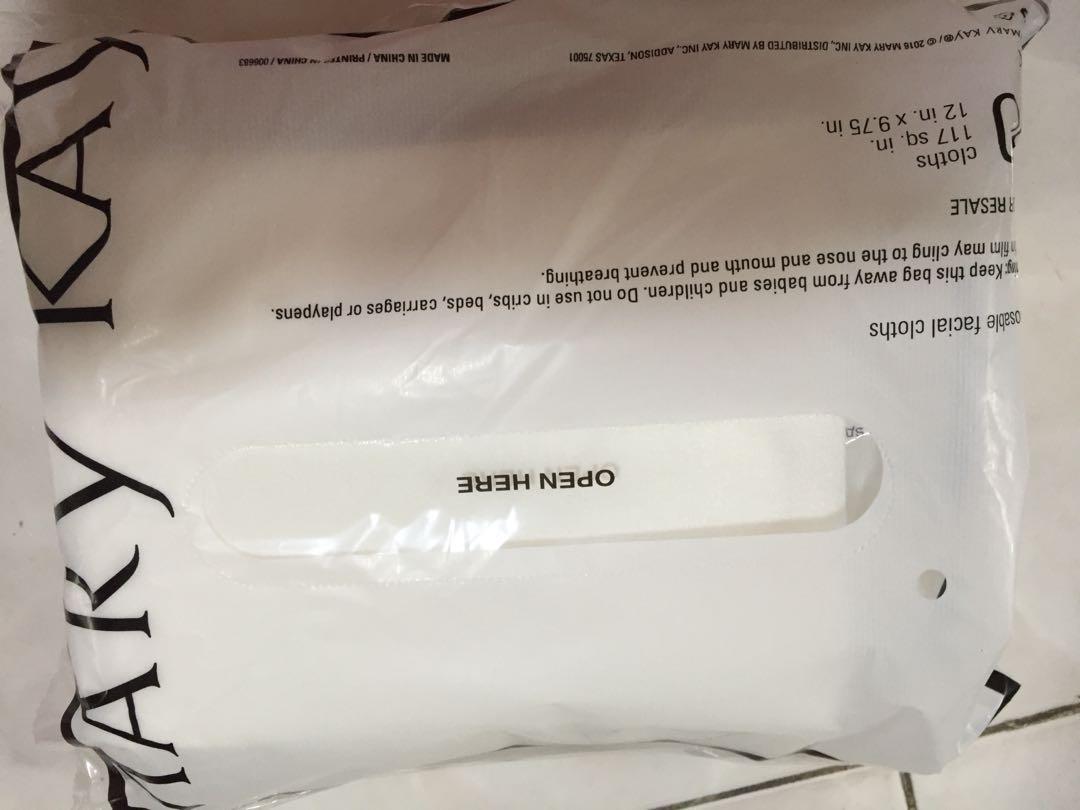 MARY KAY
OPEN HERE
facial cloths
Keep this bag away from babies and children. Do not use in cribs, beds, carriages or playpens.
film may cling to the nose and mouth and prevent breathing.
RESALE
cloths
117 sq. in.
12 in. x 9.75 in.
MARY KAY®/© 2016 MARY KAY INC., DISTRIBUTED BY MARY KAY INC., ADDISON, TEXAS 75001 MADE IN CHINA / PRINTED IN CHINA / 006683